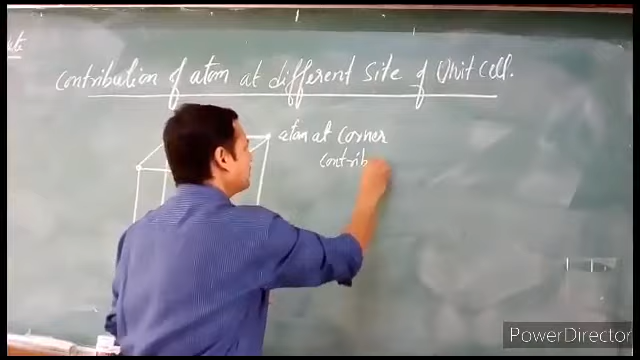 Contribution of atom at different site of Unit Cell.
atom at corner
contrib
PowerDirector